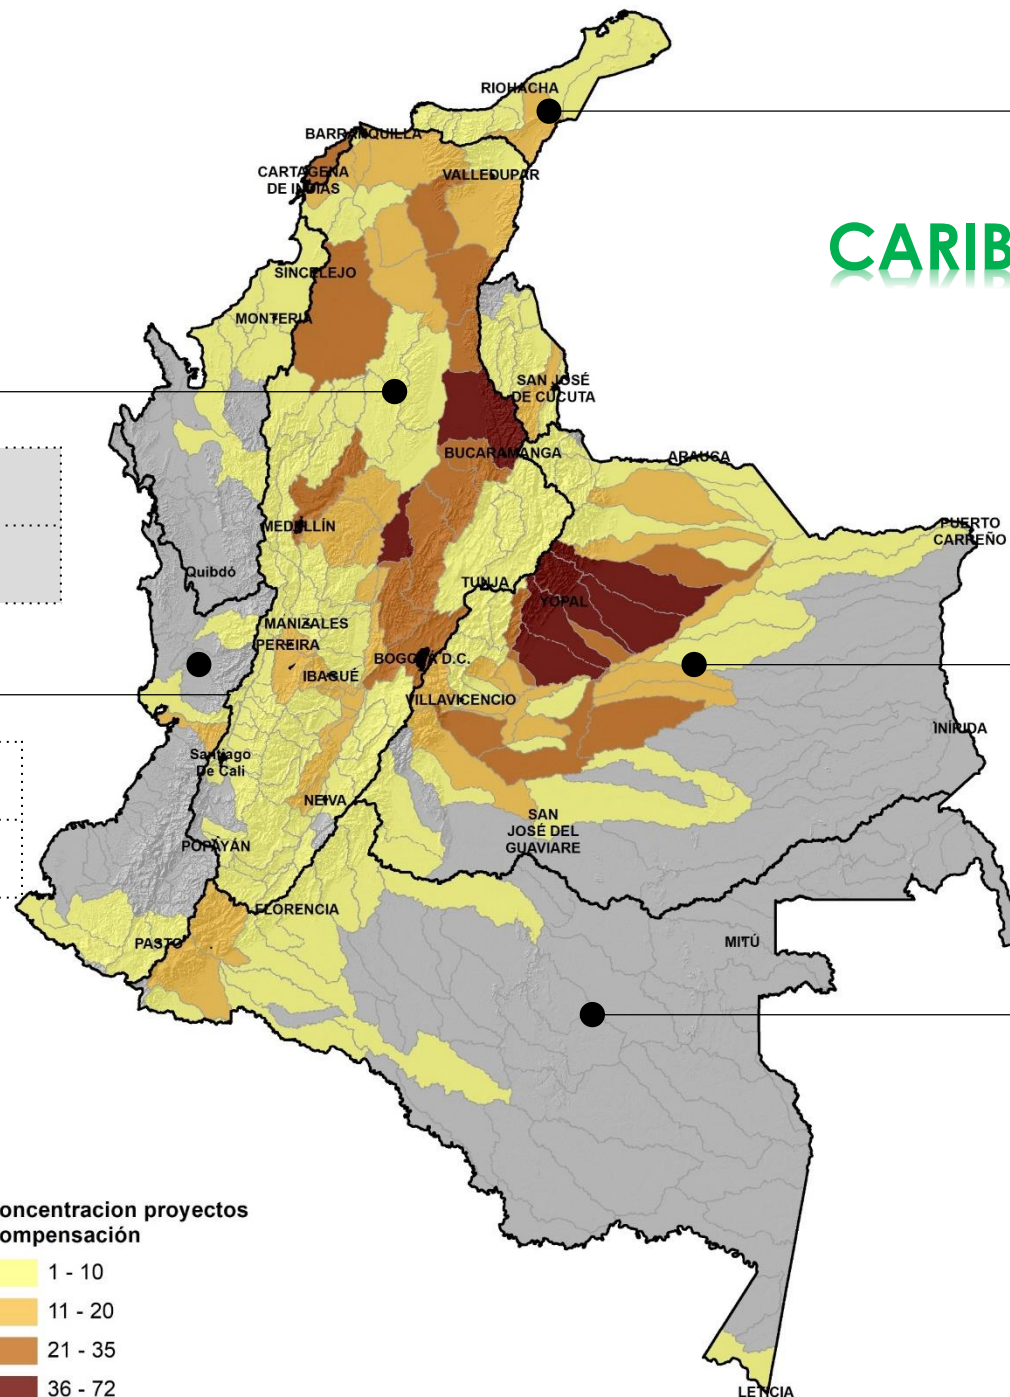 RIOHACHA
BARRANQUILLA
CARTAGENA
DE INDIAS
VALLEDUPAR
CARIB
SINCELEJO
MONTERIA
SAN JOSÉ
DE CÚCUTA
BUCARAMANGA
ARAUCA
MEDELLÍN
PUERTO
CARREÑO
Quibdó
TUNJA
YOPAL
MANIZALES
PEREIRA
BOGOTÁ D.C.
IBAGUÉ
VILLAVICENCIO
INÍRIDA
Santiago
De Cali
NEIVA
SAN
JOSÉ DEL
GUAVIARE
POPAYÁN
FLORENCIA
PASTO
MITÚ
oncentracion proyectos
ompensación
1 - 10
11 - 20
21 - 35
36 - 72
LETICIA